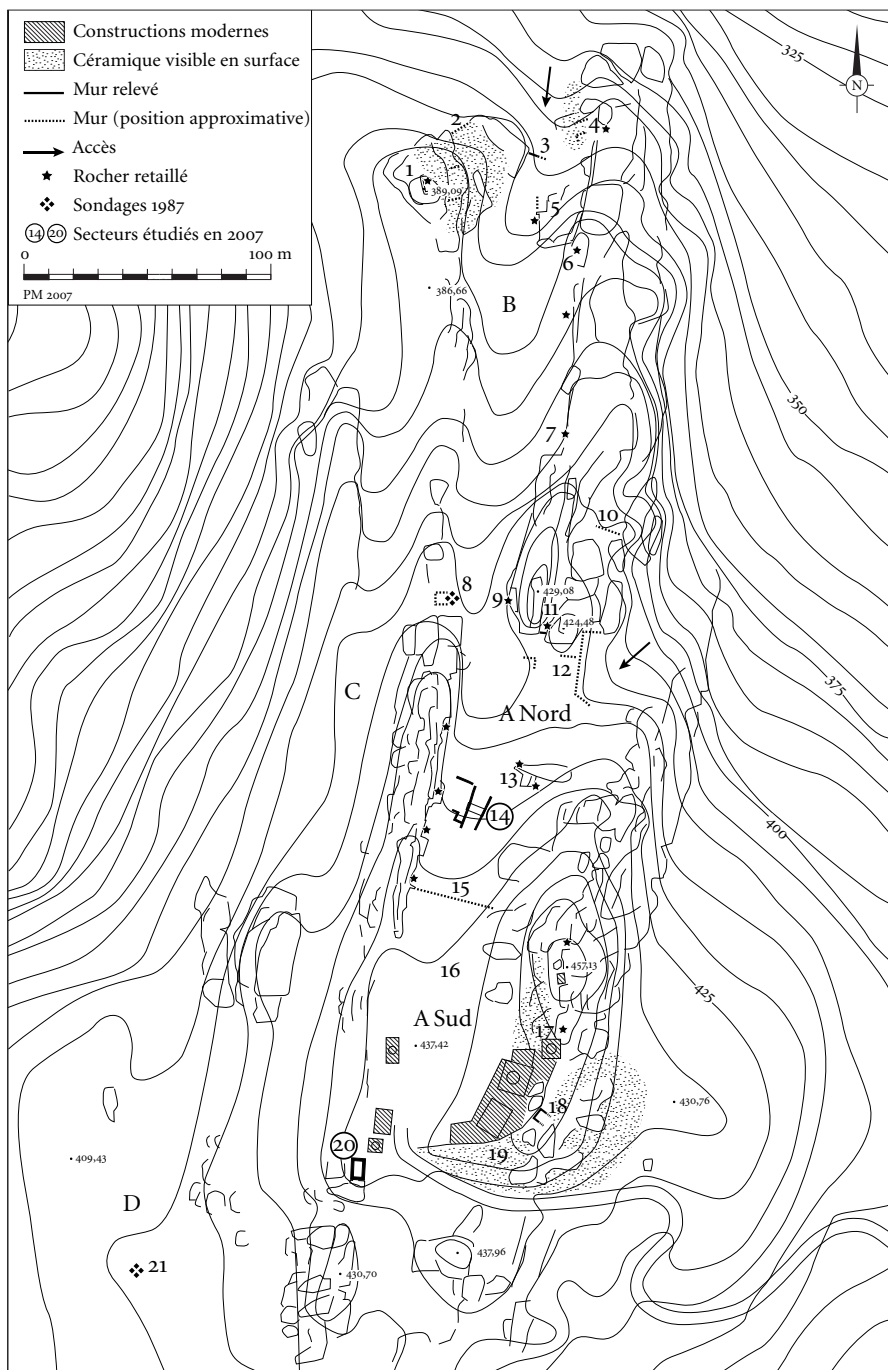 Constructions modernes
Céramique visible en surface
Mur relevé
Mur (position approximative)
Accès
Rocher retaillé
Sondages 1987
14 20 Secteurs étudiés en 2007
0 100 m
PM 2007
N
325
2
4
3
1
389,09
5
6
386,66
B
350
7
10
8
9
429,08
11
424,48
12
375
C
A Nord
13
14
400
15
16
457,13
425
A Sud
17
437,42
430,76
18
20
19
409,43
D
437,96
21
430,70